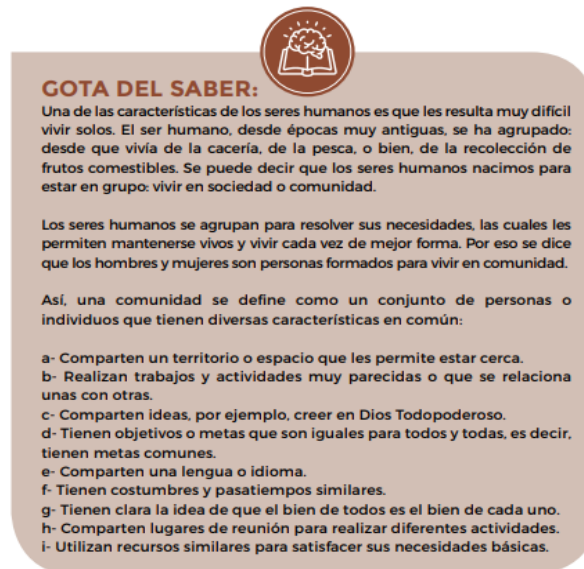 GOTA DEL SABER:
Una de las características de los seres humanos es que les resulta muy difícil
vivir solos. El ser humano, desde épocas muy antiguas, se ha agrupado:
desde que vivía de la cacería, de la pesca, o bien, de la recolección de
frutos comestibles. Se puede decir que los seres humanos nacimos para
estar en grupo: vivir en sociedad o comunidad.
Los seres humanos se agrupan para resolver sus necesidades, las cuales les
permiten mantenerse vivos y vivir cada vez de mejor forma. Por eso se dice
que los hombres y mujeres son personas formados para vivir en comunidad.
Así, una comunidad se define como un conjunto de personas o
individuos que tienen diversas características en común:
a- Comparten un territorio o espacio que les permite estar cerca.
b- Realizan trabajos y actividades muy parecidas o que se relaciona
unas con otras.
c- Comparten ideas, por ejemplo, creer en Dios Todopoderoso.
d- Tienen objetivos o metas que son iguales para todos y todas, es decir,
tienen metas comunes.
e- Comparten una lengua o idioma.
f- Tienen costumbres y pasatiempos similares.
g- Tienen clara la idea de que el bien de todos es el bien de cada uno.
h- Comparten lugares de reunión para realizar diferentes actividades.
i- Utilizan recursos similares para satisfacer sus necesidades básicas.